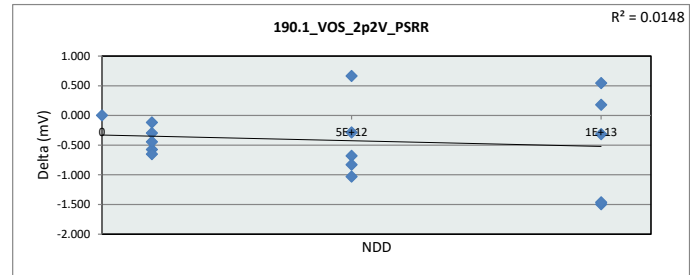 R² = 0.0148
190.1_VOS_2p2V_PSRR
1.000
0.500
0.000
0
5E+12
1E+13
-0.500
-1.000
-1.500
-2.000
Delta (mV)
NDD